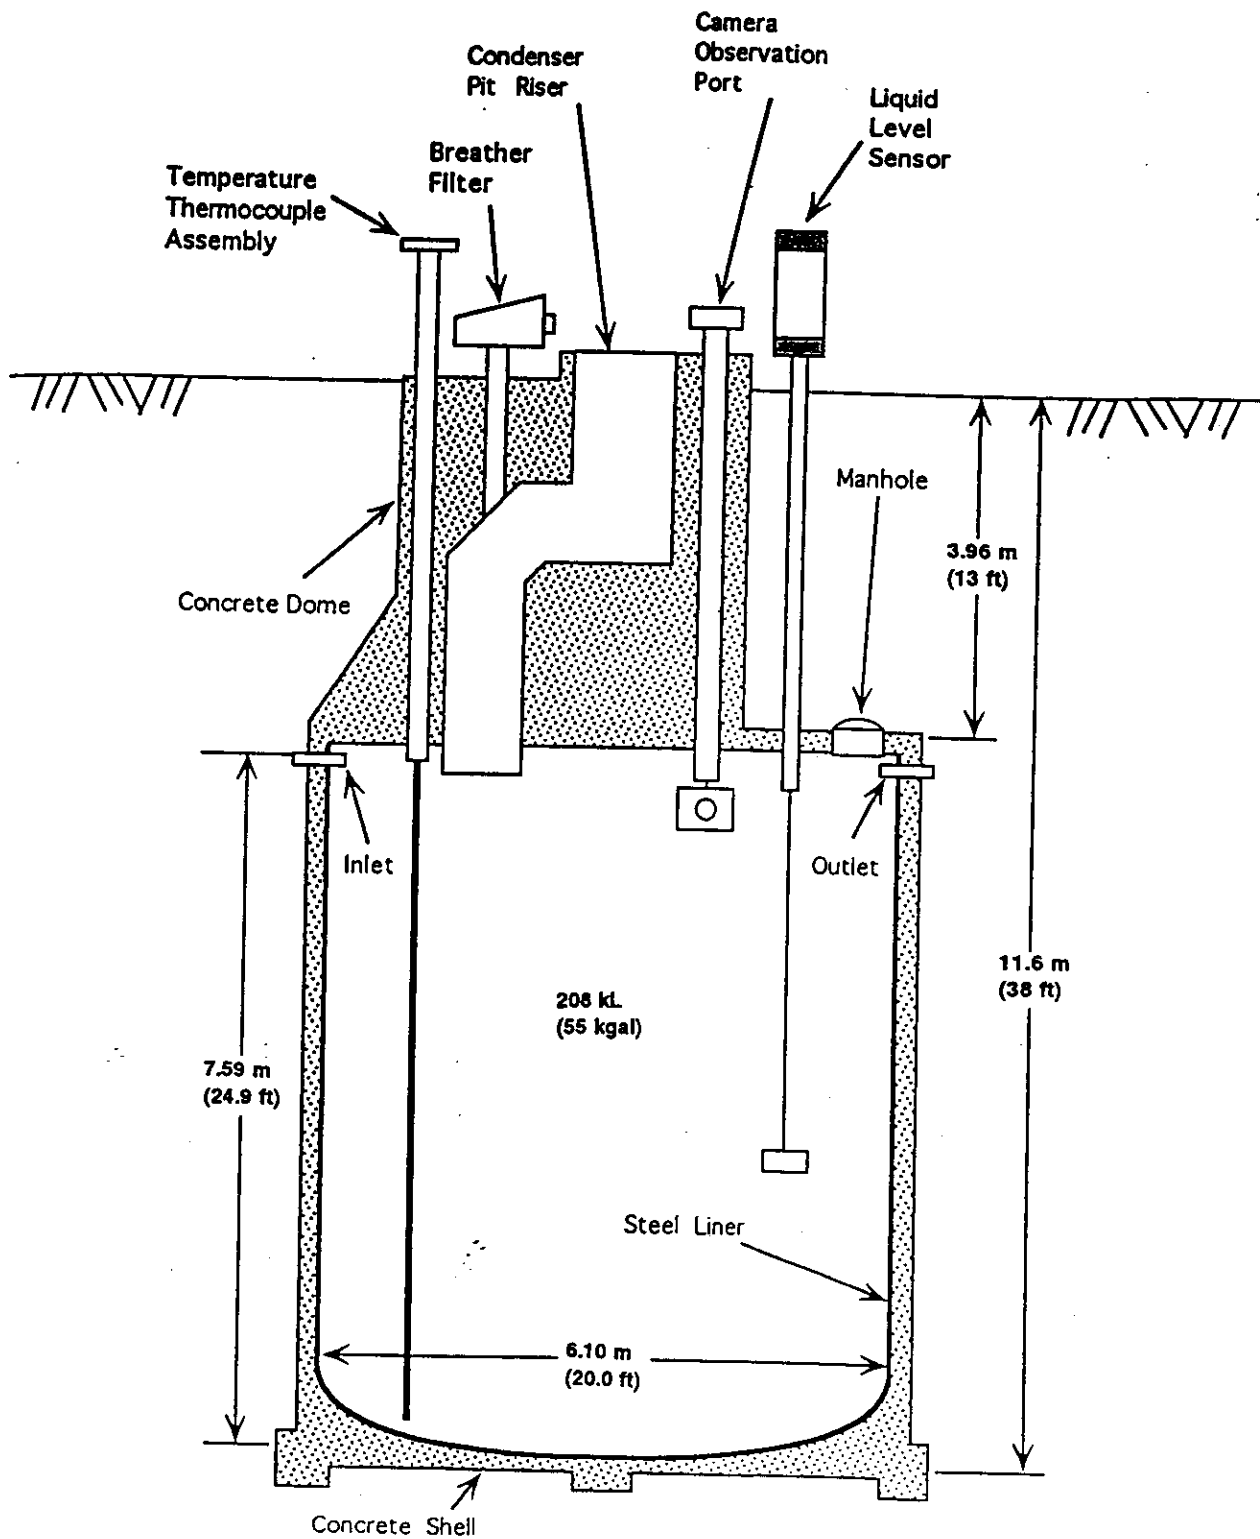 Camera
Observation
Port
Condenser
Pit Riser
Liquid
Level
Sensor
Breather
Filter
Temperature
Thermocouple
Assembly
Manhole
3.96 m
(13 ft)
Concrete Dome
Inlet
Outlet
11.6 m
(38 ft)
208 kL
(55 kgal)
7.59 m
(24.9 ft)
Steel Liner
6.10 m
(20.0 ft)
Concrete Shell